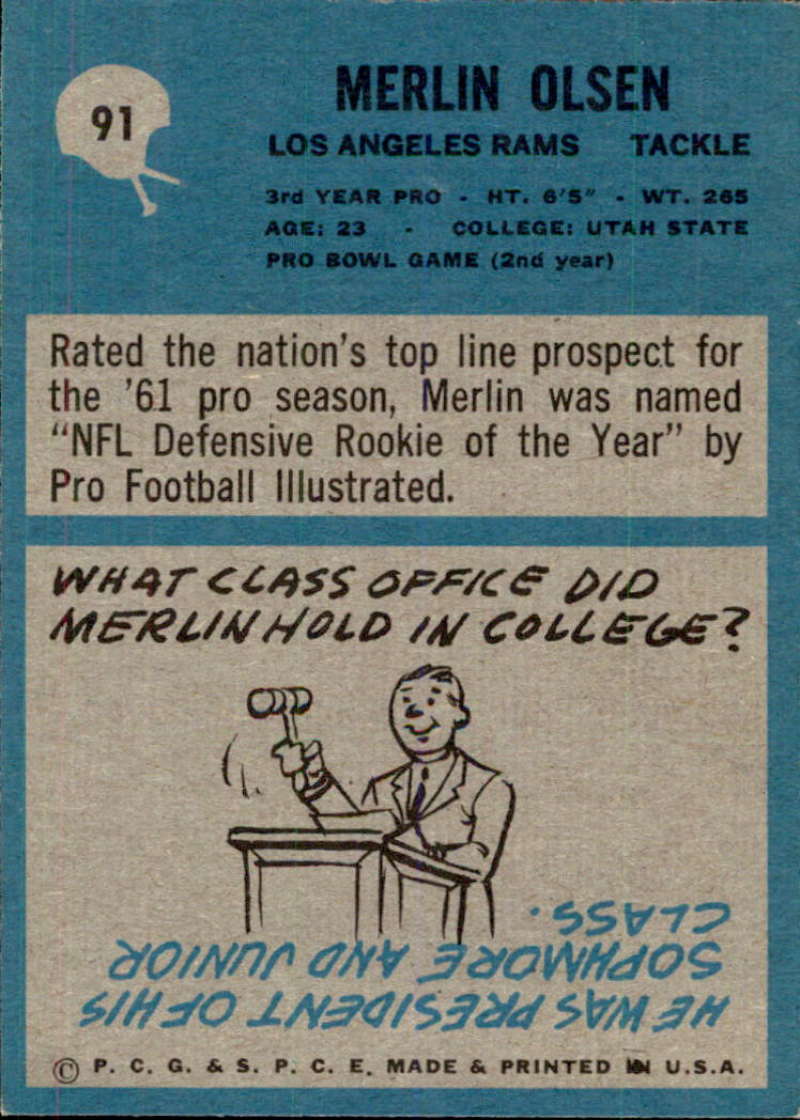 91
MERLIN OLSEN
LOS ANGELES RAMS TACKLE
3rd YEAR PRO - HT. 6'5" - WT. 265
AGE: 23 - COLLEGE: UTAH STATE
PRO BOWL GAME (2nd year)
Rated the nation's top line prospect for
the '61 pro season, Merlin was named
"NFL Defensive Rookie of the Year" by
Pro Football Illustrated.
WHAT CLASS OFFICE DID
MERLIN HOLD IN COLLEGE?
HE WAS PRESIDENT OF HIS
SOPHMORE AND JUNIOR
CLASS.
© P. C. G. & S. P. C. E. MADE & PRINTED IN U.S.A.